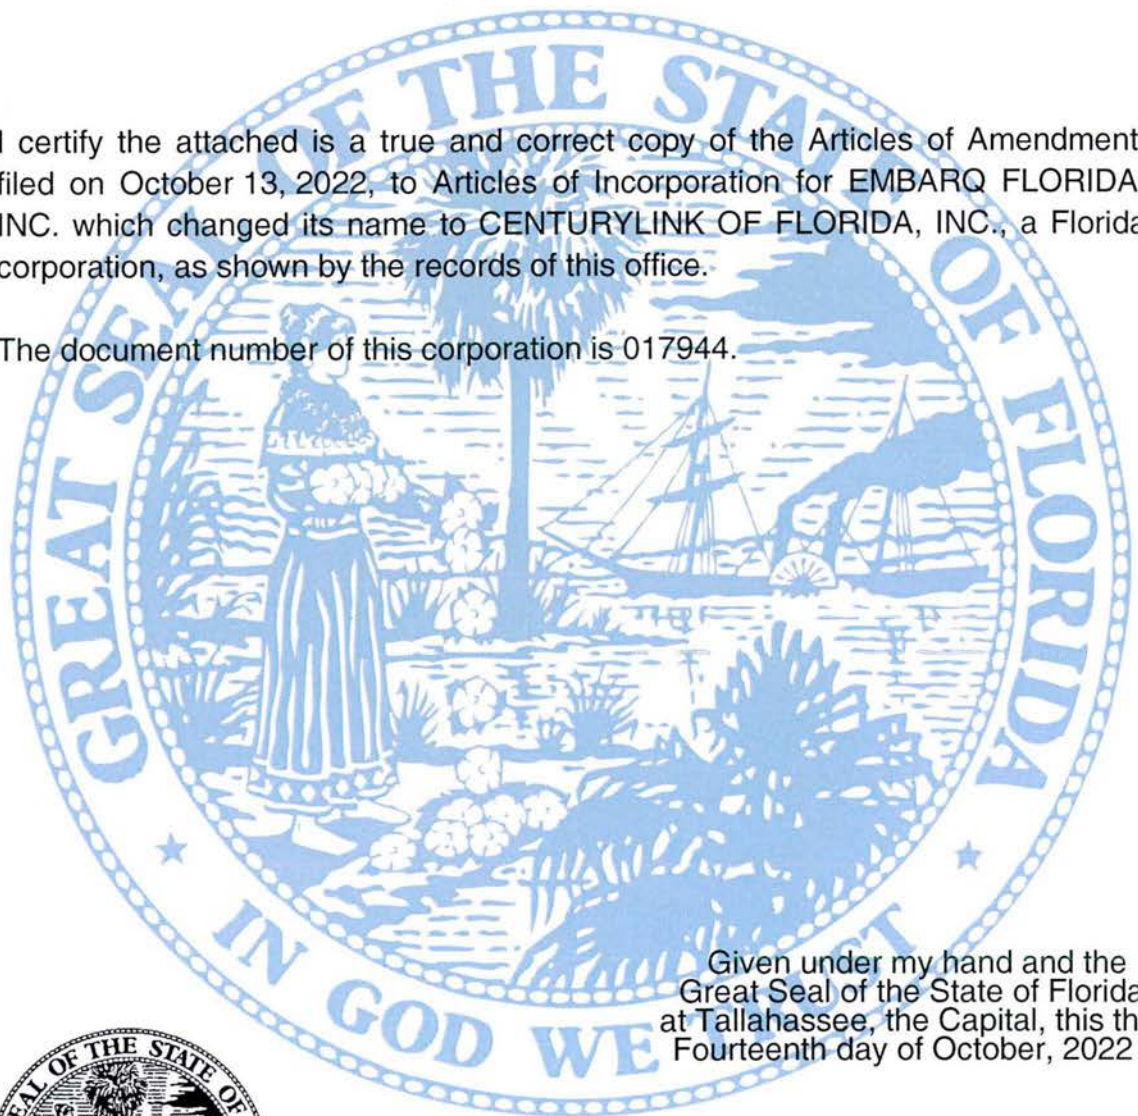 I certify the attached is a true and correct copy of the Articles of Amendment
filed on October 13, 2022, to Articles of Incorporation for EMBARQ FLORIDA
INC. which changed its name to CENTURYLINK OF FLORIDA, INC., a Florida
corporation, as shown by the records of this office.
The document number of this corporation is 017944.
GREAT SEAL OF THE STATE OF FLORIDA
IN GOD WE TRUST
Given under my hand and the
Great Seal of the State of Florida
at Tallahassee, the Capital, this th
Fourteenth day of October, 2022
OF THE STATE OF